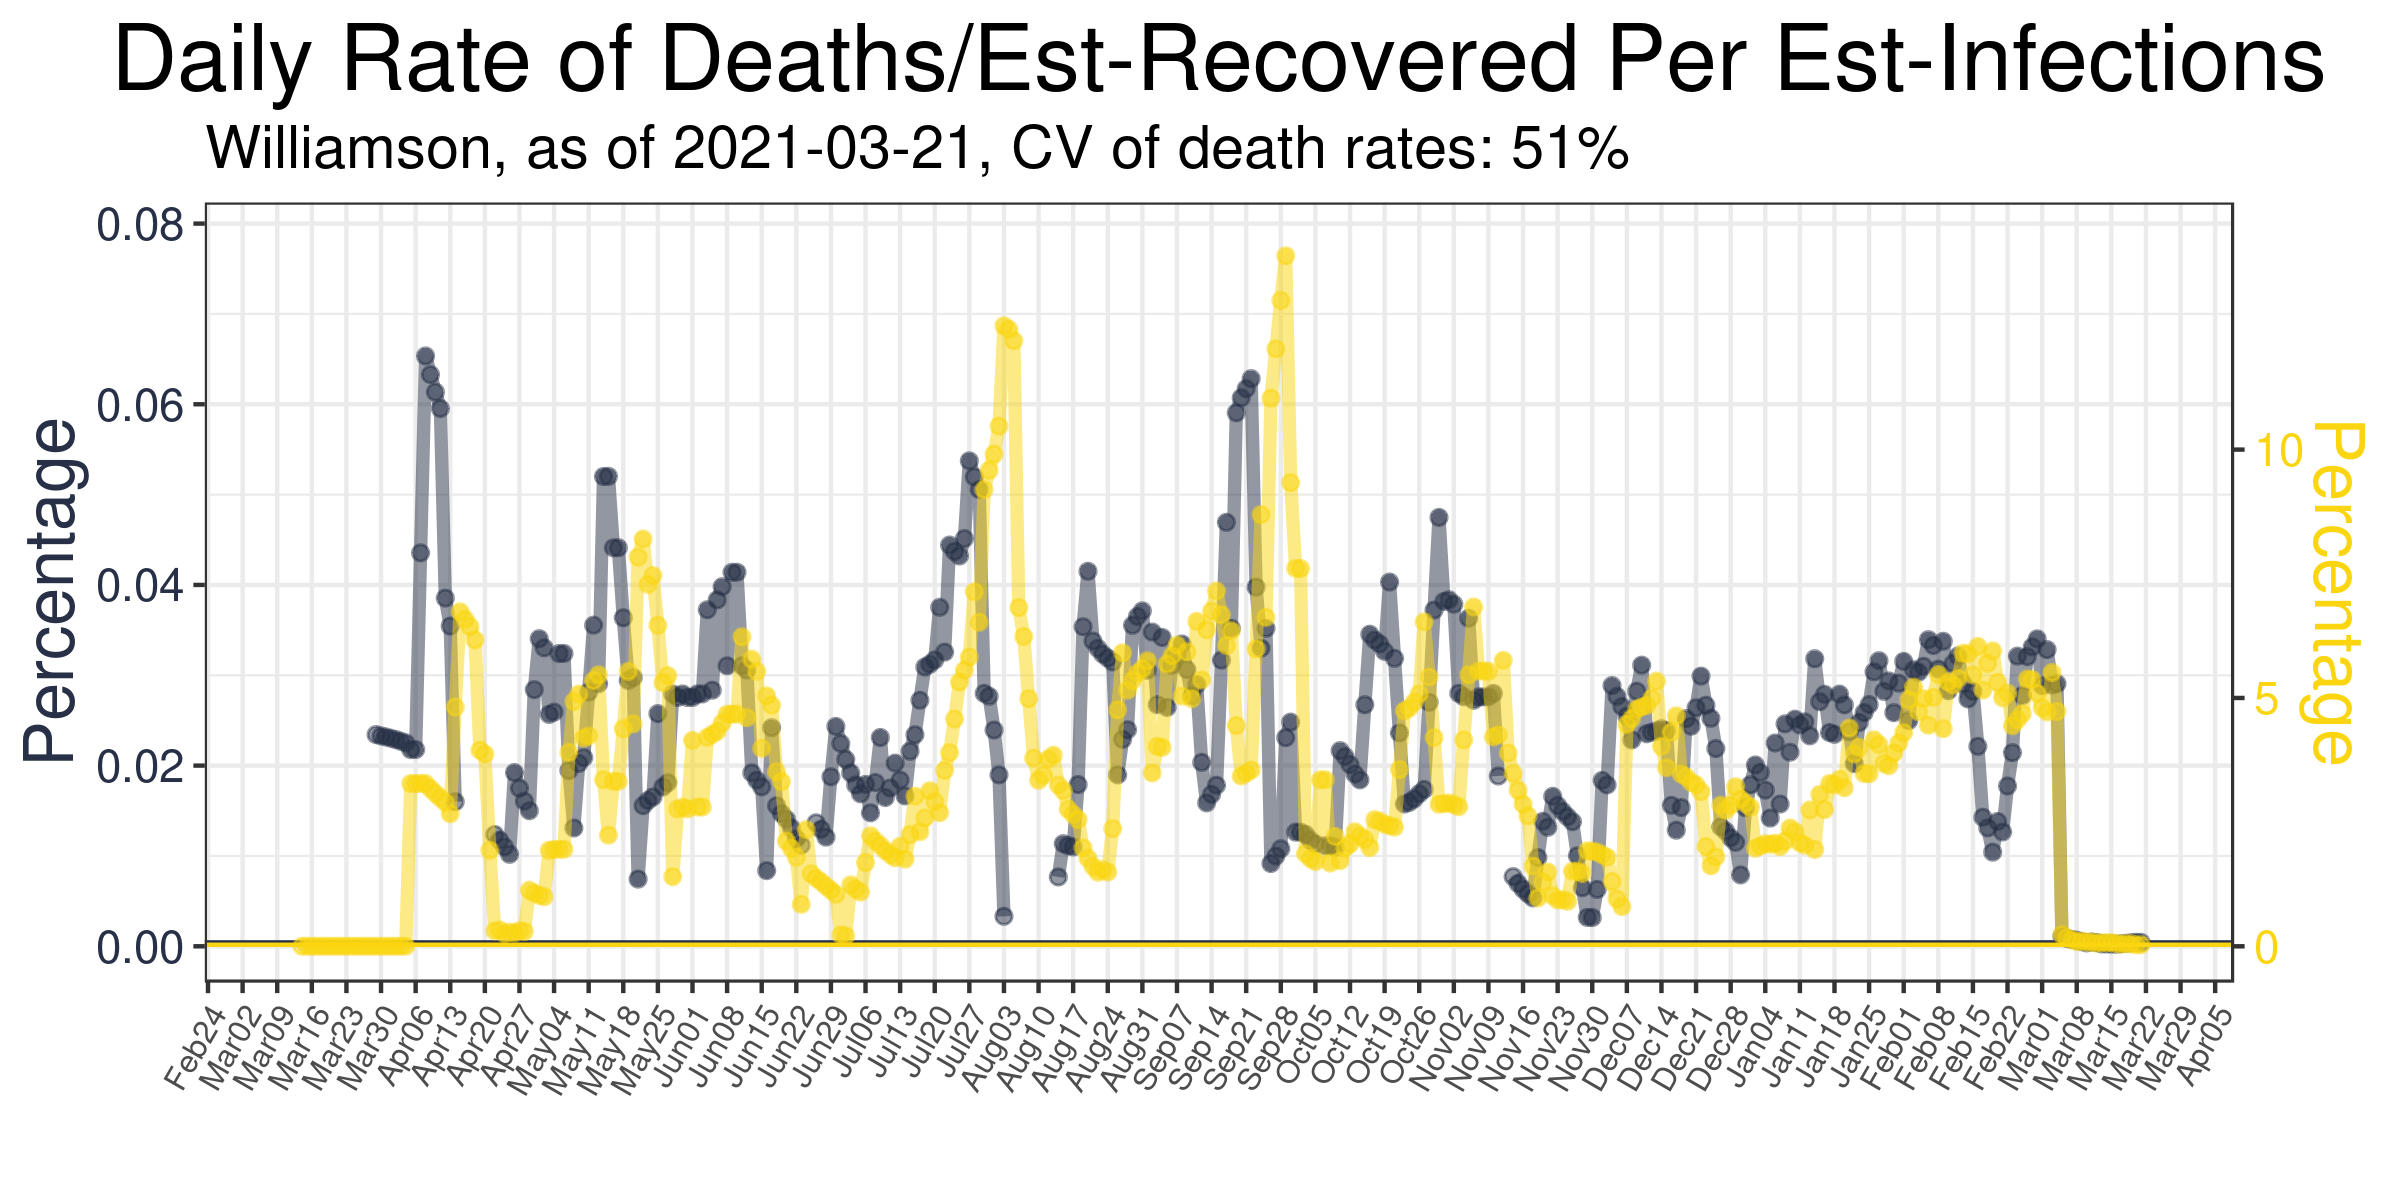 Daily Rate of Deaths/Est-Recovered Per Est-Infections
Williamson, as of 2021-03-21, CV of death rates: 51%
Percentage
0.08
0.06
0.04
0.02
0.00
10
5
0
Percentage
Feb24
Mar02
Mar09
Mar16
Mar23
Mar30
Apr06
Apr13
Apr20
Apr27
May04
May11
May18
May25
Jun01
Jun08
Jun15
Jun22
Jun29
Jul06
Jul13
Jul20
Jul27
Aug03
Aug10
Aug17
Aug24
Aug31
Sep07
Sep14
Sep21
Sep28
Oct05
Oct12
Oct19
Oct26
Nov02
Nov09
Nov16
Nov23
Nov30
Dec07
Dec14
Dec21
Dec28
Jan04
Jan11
Jan18
Jan25
Feb01
Feb08
Feb15
Feb22
Mar01
Mar08
Mar15
Mar22
Mar29
Apr05